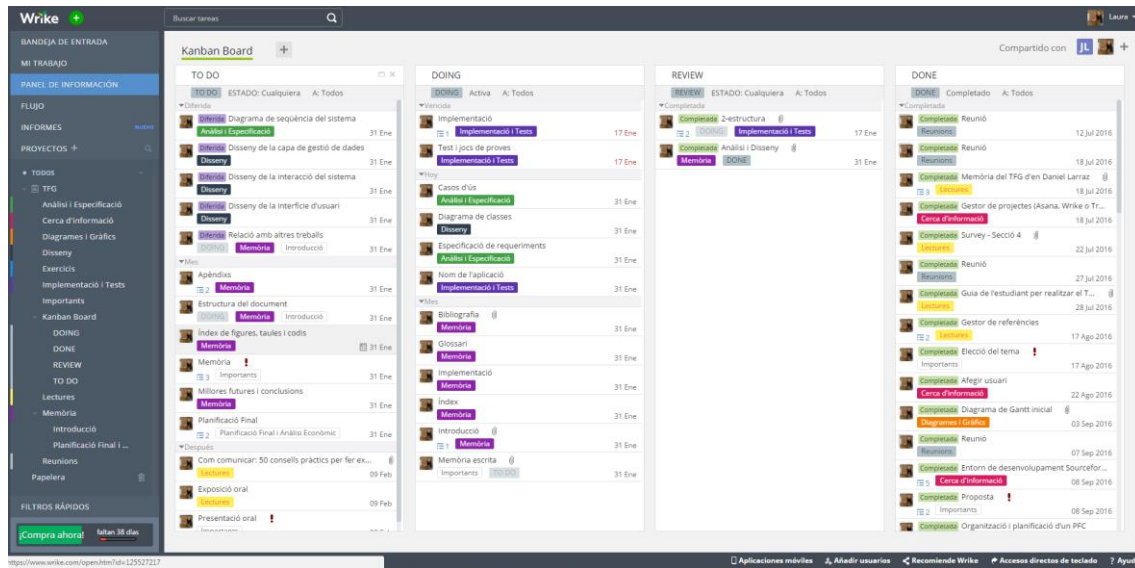 Wrike +
Buscar tareas
Laura
BANDEJA DE ENTRADA
MI TRABAJO
PANEL DE INFORMACIÓN
FLUJO
INFORMES NUEVO
PROYECTOS +
TODOS
TFG
Anàlisi i Especificació
Cerca d'informació
Diagrames i Gràfics
Disseny
Exercicis
Implementació i Tests
Importants
Kanban Board
DOING
DONE
REVIEW
TO DO
Lectures
Memòria
Introducció
Planificació Final i ...
Reunions
Papelera
FILTROS RÁPIDOS
¡Compra ahora! faltan 38 días
https://www.wrike.com/open.htm?id=125527217
Kanban Board +
Compartido con JL +
TO DO
TO DO ESTADO: Cualquiera A: Todos
Diferida
Diferida Diagrama de seqüència del sistema
Anàlisi i Especificació 31 Ene
Diferida Disseny de la capa de gestió de dades
Disseny 31 Ene
Diferida Disseny de la interacció del sistema
Disseny 31 Ene
Diferida Disseny de la interfície d'usuari
Disseny 31 Ene
Diferida Relació amb altres treballs
DOING Memòria Introducció 31 Ene
Mes
Apèndixs
2 Memòria 31 Ene
Estructura del document
DOING Memòria Introducció 31 Ene
Índex de figures, taules i codis
Memòria 31 Ene
Memòria !
3 Importants 31 Ene
Millores futures i conclusions
Memòria 31 Ene
Planificació Final
2 Planificació Final i Anàlisi Econòmic 31 Ene
Después
Com comunicar: 50 consells pràctics per fer ex...
Lectures 09 Feb
Exposició oral
Lectures 09 Feb
Presentació oral !
DOING
DOING Activa A: Todos
Vencida
Implementació
1 Implementació i Tests 17 Ene
Test i jocs de proves
Implementació i Tests 17 Ene
Hoy
Casos d'ús
Anàlisi i Especificació 31 Ene
Diagrama de classes
Disseny 31 Ene
Especificació de requeriments
Anàlisi i Especificació 31 Ene
Nom de l'aplicació
Implementació i Tests 31 Ene
Mes
Bibliografia
Memòria 31 Ene
Glossari
Memòria 31 Ene
Implementació
Memòria 31 Ene
Índex
Memòria 31 Ene
Introducció
1 Memòria 31 Ene
Memòria escrita
Importants TO DO 31 Ene
REVIEW
REVIEW ESTADO: Cualquiera A: Todos
Completada
Completada 2-estructura
2 DOING Implementació i Tests 17 Ene
Completada Anàlisi i Disseny
Memòria DONE 31 Ene
DONE
DONE Completado A: Todos
Completada
Completada Reunió
Reunions 12 Jul 2016
Completada Reunió
Reunions 18 Jul 2016
Completada Memòria del TFG d'en Daniel Larraz
3 Lectures 18 Jul 2016
Completada Gestor de projectes (Asana, Wrike o Tr...
Cerca d'informació 18 Jul 2016
Completada Survey - Secció 4
Lectures 22 Jul 2016
Completada Reunió
Reunions 27 Jul 2016
Completada Guia de l'estudiant per realitzar el T...
Lectures 28 Jul 2016
Completada Gestor de referències
2 Lectures 17 Ago 2016
Completada Elecció del tema !
Importants 17 Ago 2016
Completada Afegir usuari
Cerca d'informació 22 Ago 2016
Completada Diagrama de Gantt inicial
Diagrames i Gràfics 03 Sep 2016
Completada Reunió
Reunions 07 Sep 2016
Completada Entorn de desenvolupament Sourcefor...
5 Cerca d'informació 08 Sep 2016
Completada Proposta !
2 Importants 08 Sep 2016
Completada Organització i planificació d'un PFC
Aplicaciones móviles Añadir usuarios Recomiende Wrike Accesos directos de teclado ? Ayud